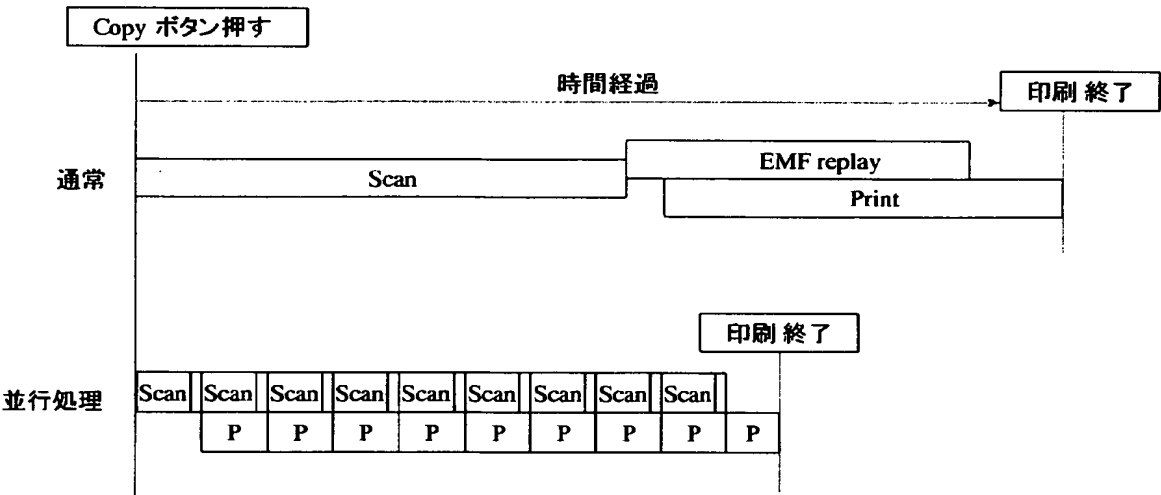 Copy ボタン押す
時間経過
印刷 終了
通常
Scan
EMF replay
Print
印刷 終了
並行処理
Scan Scan Scan Scan Scan Scan Scan Scan Scan
P P P P P P P P P